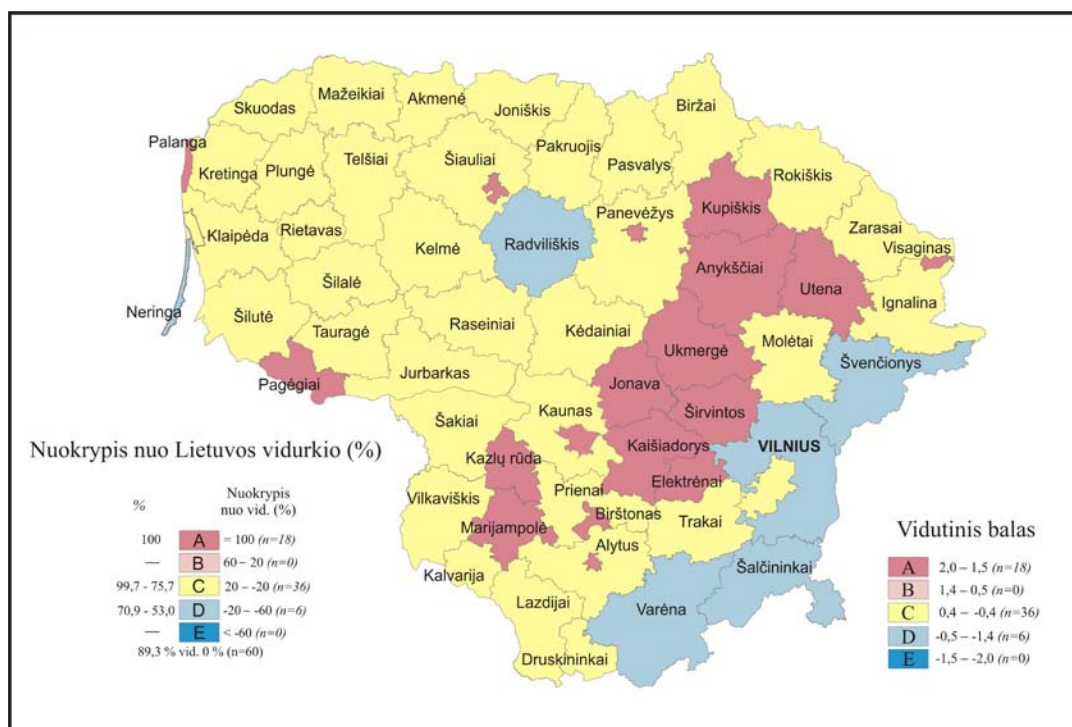 Skuodas
Mažeikiai
Akmenė
Joniškis
Biržai
Palanga
Kretinga
Plungė
Telšiai
Šiauliai
Pakruojis
Pasvalys
Rokiškis
Klaipėda
Rietavas
Kelmė
Radviliškis
Panevėžys
Kupiškis
Zarasai
Visaginas
Anykščiai
Utena
Ignalina
Neringa
Šilutė
Šilalė
Tauragė
Raseiniai
Kėdainiai
Ukmergė
Molėtai
Švenčionys
Pagėgiai
Jurbarkas
Jonava
Širvintos
Šakiai
Kaunas
Kaišiadorys
VILNIUS
Kazlų rūda
Elektrėnai
Vilkaviškis
Prienai
Birštonas
Trakai
Marijampolė
Alytus
Kalvarija
Šalčininkai
Lazdijai
Varėna
Druskininkai
Nuokrypis nuo Lietuvos vidurkio (%)
% Nuokrypis
nuo vid. (%)
100 A = 100 (n=18)
— B 60 – 20 (n=0)
99,7 - 75,7 C 20 – -20 (n=36)
70,9 - 53,0 D -20 – -60 (n=6)
— E < -60 (n=0)
89,3 % vid. 0 % (n=60)
Vidutinis balas
A 2,0 – 1,5 (n=18)
B 1,4 – 0,5 (n=0)
C 0,4 – -0,4 (n=36)
D -0,5 – -1,4 (n=6)
E -1,5 – -2,0 (n=0)